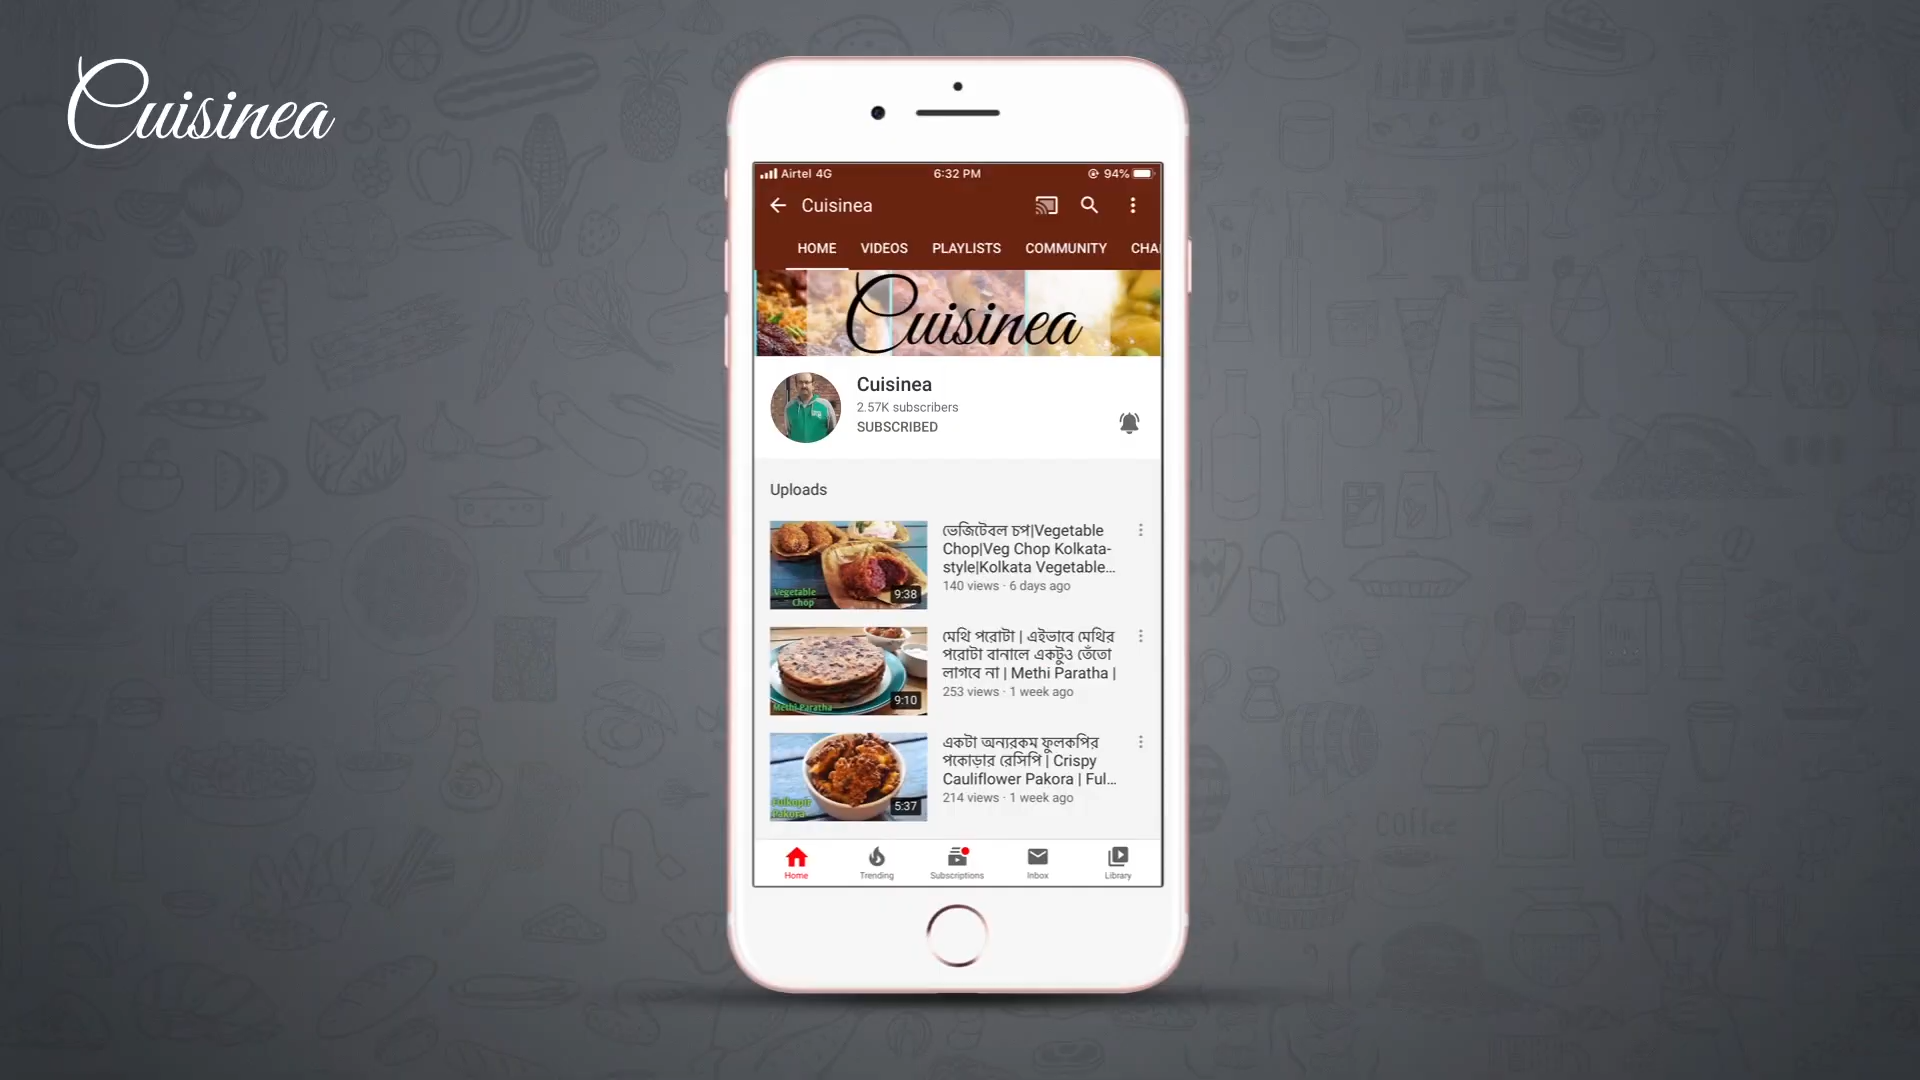 Cuisinea
Airtel 4G 6:32 PM 94%
Cuisinea
HOME VIDEOS PLAYLISTS COMMUNITY CHA
Cuisinea
Cuisinea
2.57K subscribers
SUBSCRIBED
Uploads
ভেজিটেবল চপ|Vegetable
Chop|Veg Chop Kolkata-
style|Kolkata Vegetable...
140 views · 6 days ago
Vegetable
Chop
9:38
মেথি পরোটা | এইভাবে মেথির
পরোটা বানালে একটুও তেঁতো
লাগবে না | Methi Paratha |
253 views · 1 week ago
Methi Paratha
9:10
একটা অন্যরকম ফুলকপির
পকোড়ার রেসিপি | Crispy
Cauliflower Pakora | Ful...
214 views · 1 week ago
Fulkopir
Pakora
5:37
Home Trending Subscriptions Inbox Library
COffee